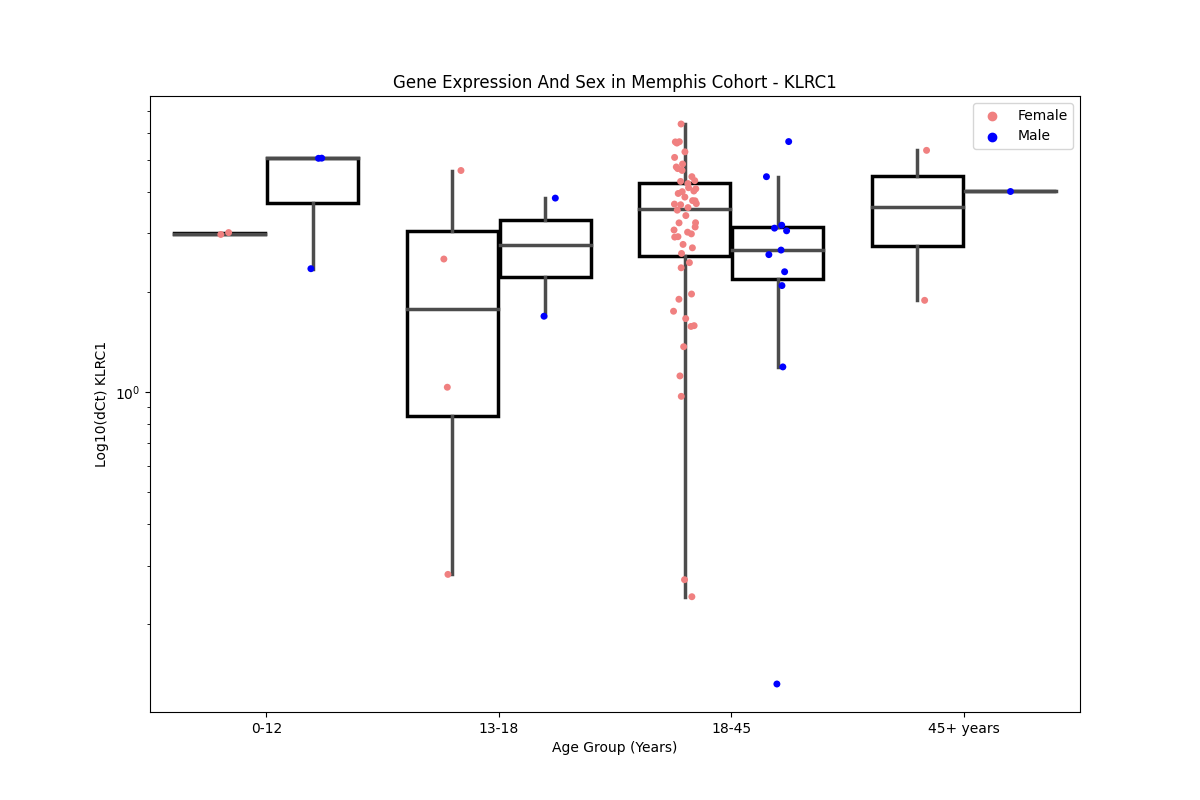 Gene Expression And Sex in Memphis Cohort - KLRC1
Female
Male
Log10(dCt) KLRC1
10⁰
0-12
13-18
18-45
45+ years
Age Group (Years)